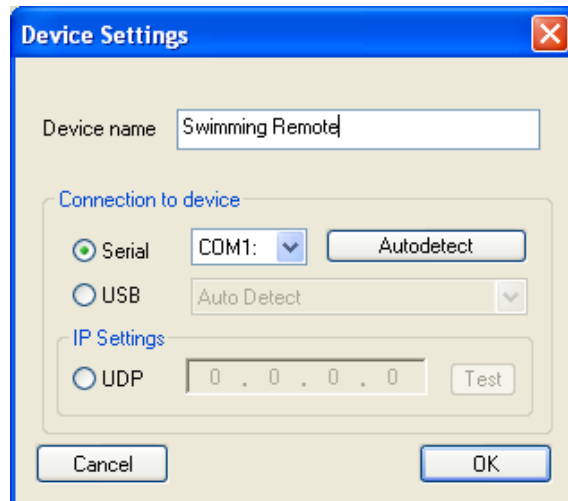 Device Settings
Device name Swimming Remote
Connection to device
Serial COM1: Autodetect
USB Auto Detect
IP Settings
UDP 0 . 0 . 0 . 0 Test
Cancel OK